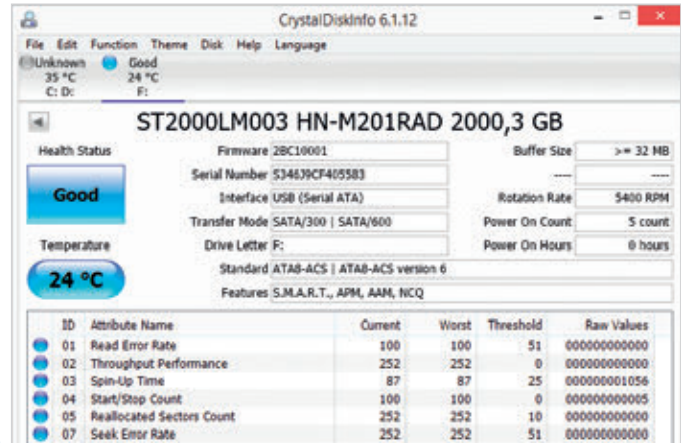 CrystalDiskInfo 6.1.12
File Edit Function Theme Disk Help Language
Unknown Good
35 °C 24 °C
C: D: F:
ST2000LM003 HN-M201RAD 2000,3 GB
Health Status Firmware 2BC10001 Buffer Size >= 32 MB
Serial Number S346J9CF405583 ---- ----
Good Interface USB (Serial ATA) Rotation Rate 5400 RPM
Transfer Mode SATA/300 | SATA/600 Power On Count 5 count
Temperature Drive Letter F: Power On Hours 0 hours
24 °C Standard ATA8-ACS | ATA8-ACS version 6
Features S.M.A.R.T., APM, AAM, NCQ
ID Attribute Name Current Worst Threshold Raw Values
01 Read Error Rate 100 100 51 000000000000
02 Throughput Performance 252 252 0 000000000000
03 Spin-Up Time 87 87 25 000000001056
04 Start/Stop Count 100 100 0 000000000005
05 Reallocated Sectors Count 252 252 10 000000000000
07 Seek Error Rate 252 252 51 000000000000